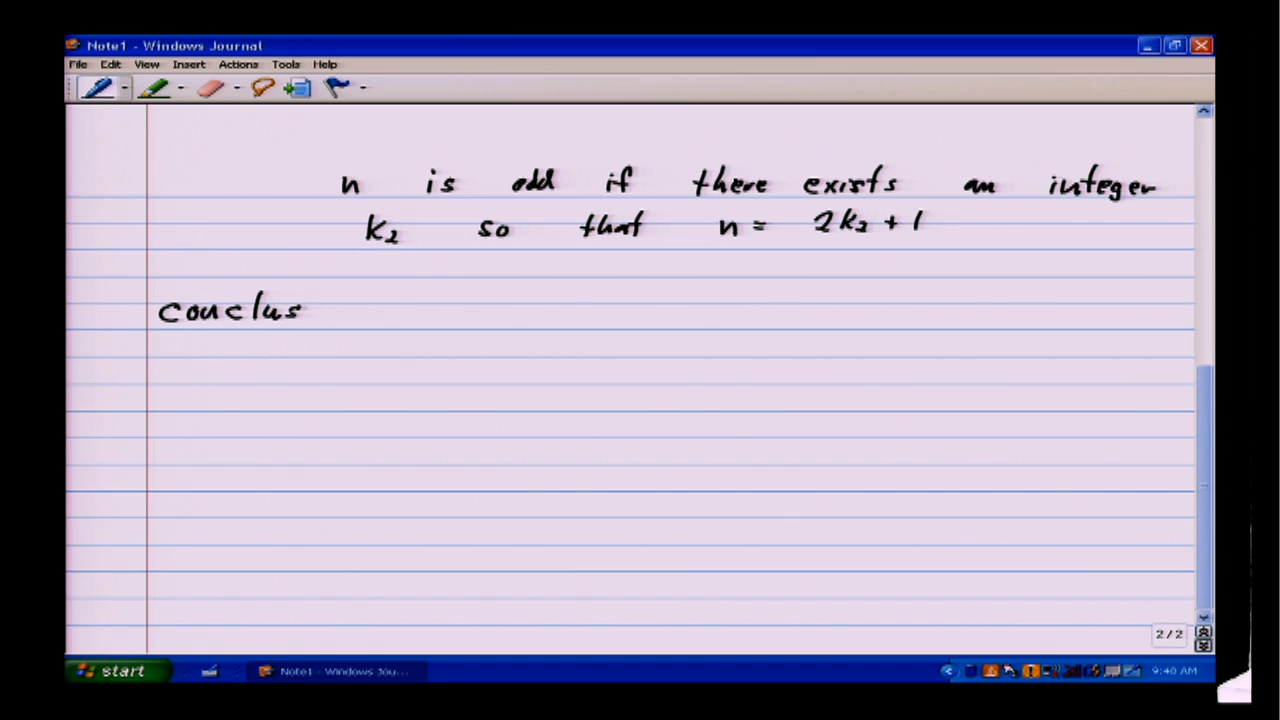 Note1 - Windows Journal
File Edit View Insert Actions Tools Help
n is odd if there exists an integer
k₂ so that n = 2k₂ + 1
conclus
2/2
start Note1 - Windows Jou... 9:40 AM